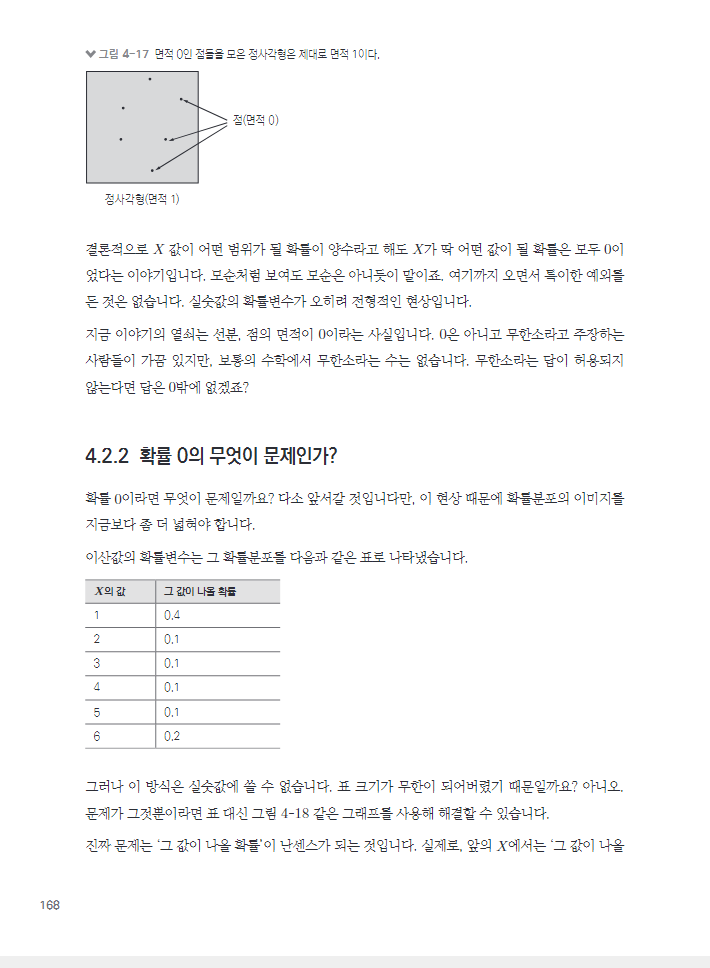 그림 4-17 면적 0인 점들을 모은 정사각형은 제대로 면적 1이다.
점(면적 0)
정사각형(면적 1)
결론적으로 X 값이 어떤 범위가 될 확률이 양수라고 해도 X가 딱 어떤 값이 될 확률은 모두 0이
었다는 이야기입니다. 모순처럼 보여도 모순은 아니듯이 말이죠. 여기까지 오면서 특이한 예외를
든 것은 없습니다. 실숫값의 확률변수가 오히려 전형적인 현상입니다.
지금 이야기의 열쇠는 선분, 점의 면적이 0이라는 사실입니다. 0은 아니고 무한소라고 주장하는
사람들이 가끔 있지만, 보통의 수학에서 무한소라는 수는 없습니다. 무한소라는 답이 허용되지
않는다면 답은 0밖에 없겠죠?
4.2.2 확률 0의 무엇이 문제인가?
확률 0이라면 무엇이 문제일까요? 다소 앞서갈 것입니다만, 이 현상 때문에 확률분포의 이미지를
지금보다 좀 더 넓혀야 합니다.
이산값의 확률변수는 그 확률분포를 다음과 같은 표로 나타냈습니다.
X의 값 그 값이 나올 확률
1 0.4
2 0.1
3 0.1
4 0.1
5 0.1
6 0.2
그러나 이 방식은 실숫값에 쓸 수 없습니다. 표 크기가 무한이 되어버렸기 때문일까요? 아니오.
문제가 그것뿐이라면 표 대신 그림 4-18 같은 그래프를 사용해 해결할 수 있습니다.
진짜 문제는 ‘그 값이 나올 확률’이 난센스가 되는 것입니다. 실제로, 앞의 X에서는 ‘그 값이 나올
168